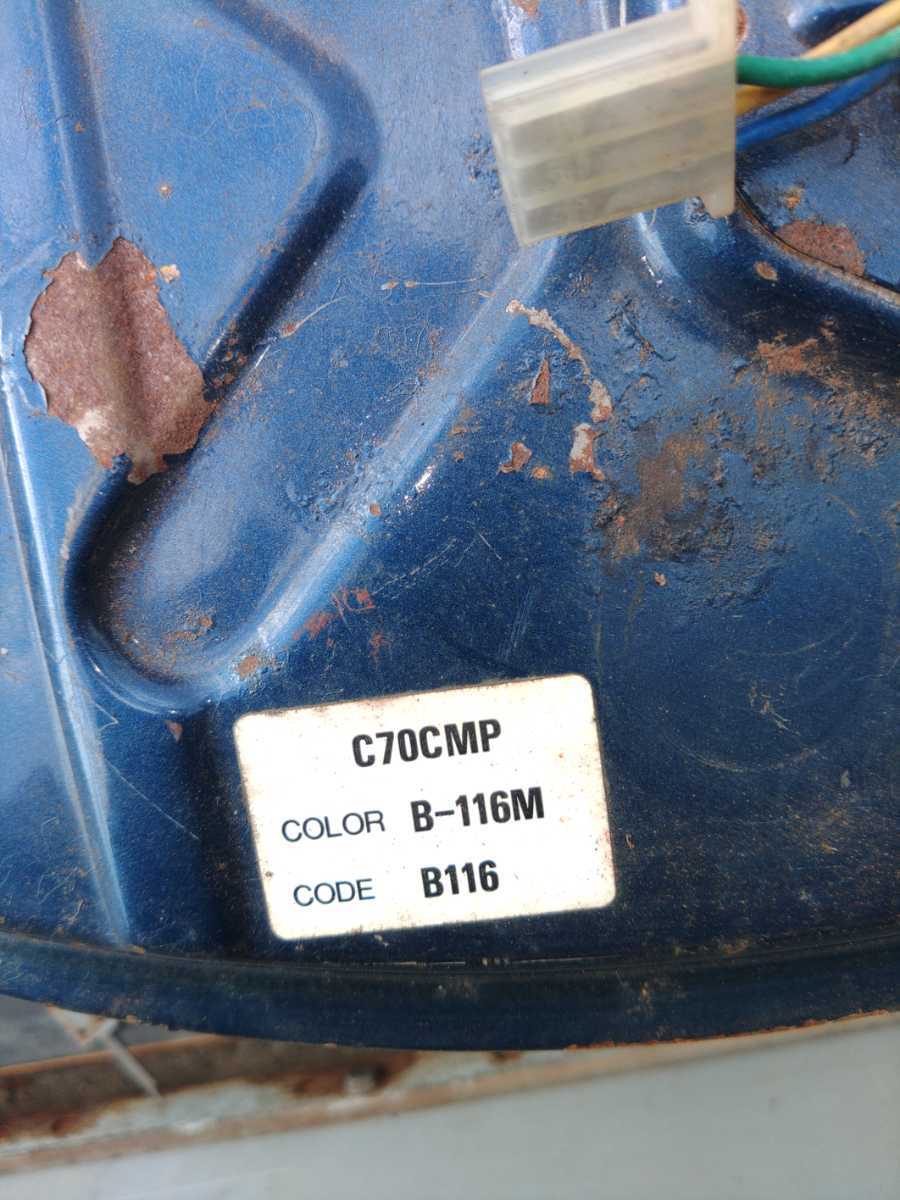 C70CMP
COLOR B-116M
CODE B116